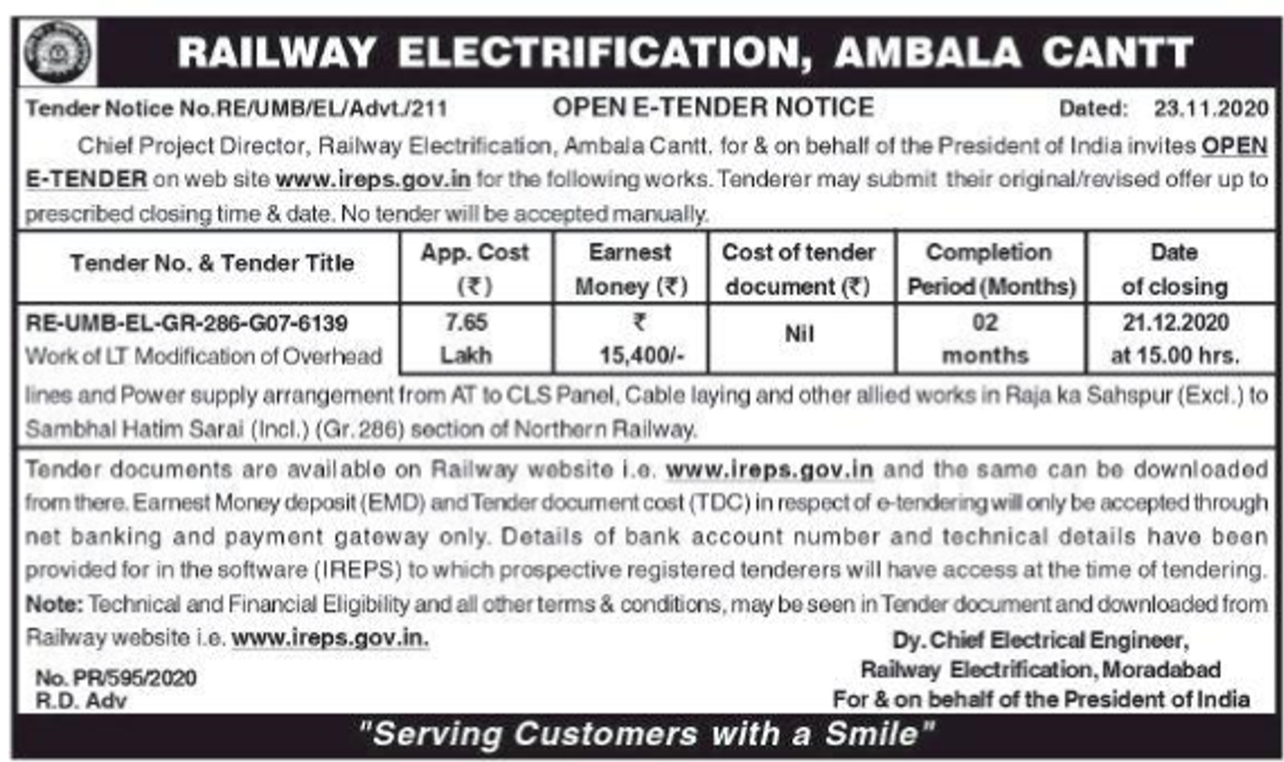 RAILWAY ELECTRIFICATION, AMBALA CANTT
Tender Notice No.RE/UMB/EL/Advt./211 OPEN E-TENDER NOTICE Dated: 23.11.2020
Chief Project Director, Railway Electrification, Ambala Cantt. for & on behalf of the President of India invites OPEN
E-TENDER on web site www.ireps.gov.in for the following works. Tenderer may submit their original/revised offer up to
prescribed closing time & date. No tender will be accepted manually.
Tender No. & Tender Title App. Cost (₹) Earnest Money (₹) Cost of tender document (₹) Completion Period (Months) Date of closing
RE-UMB-EL-GR-286-G07-6139 7.65 ₹ Nil 02 21.12.2020
Work of LT Modification of Overhead Lakh 15,400/- months at 15.00 hrs.
lines and Power supply arrangement from AT to CLS Panel, Cable laying and other allied works in Raja ka Sahspur (Excl.) to
Sambhal Hatim Sarai (Incl.) (Gr.286) section of Northern Railway.
Tender documents are available on Railway website i.e. www.ireps.gov.in and the same can be downloaded
from there. Earnest Money deposit (EMD) and Tender document cost (TDC) in respect of e-tendering will only be accepted through
net banking and payment gateway only. Details of bank account number and technical details have been
provided for in the software (IREPS) to which prospective registered tenderers will have access at the time of tendering.
Note: Technical and Financial Eligibility and all other terms & conditions, may be seen in Tender document and downloaded from
Railway website i.e. www.ireps.gov.in.
Dy. Chief Electrical Engineer,
Railway Electrification, Moradabad
For & on behalf of the President of India
No. PR/595/2020
R.D. Adv
"Serving Customers with a Smile"